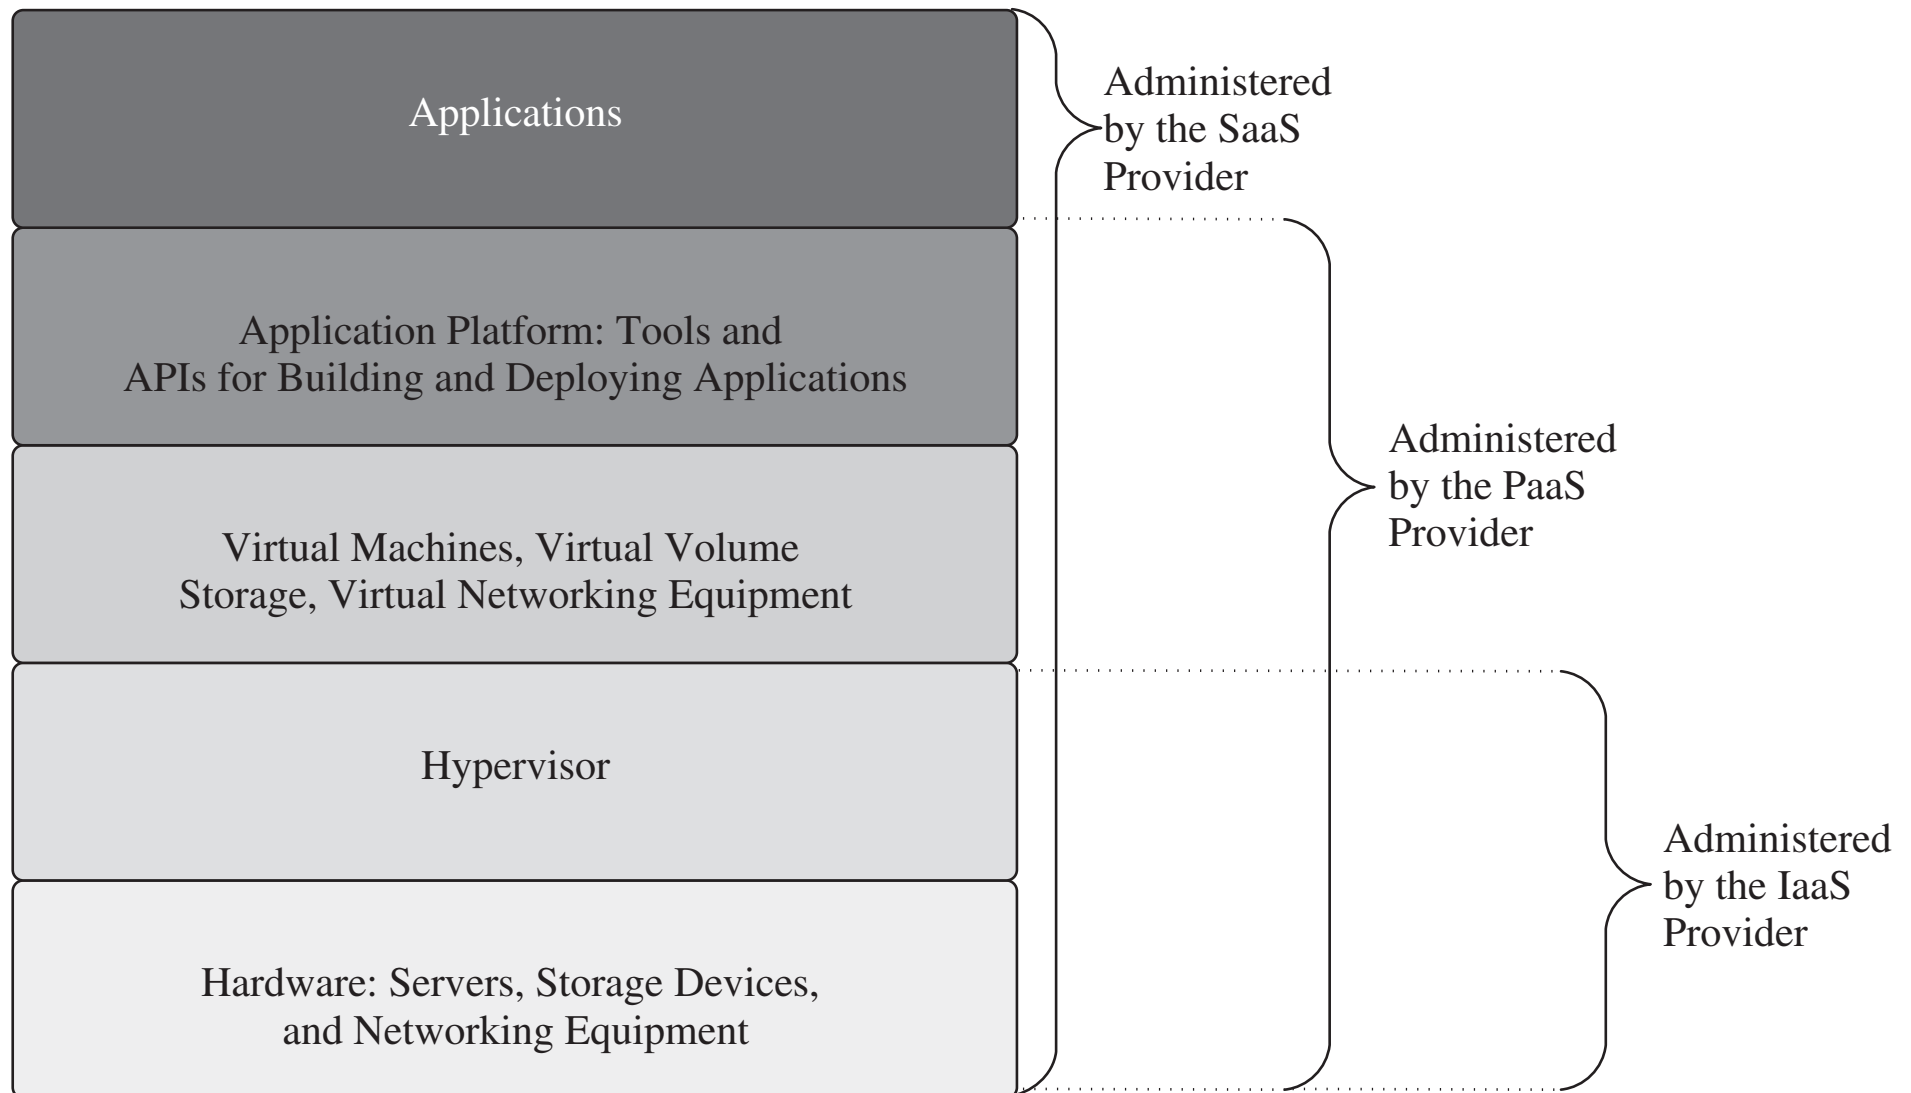 Applications
Administered
by the SaaS
Provider
Application Platform: Tools and
APIs for Building and Deploying Applications
Administered
by the PaaS
Provider
Virtual Machines, Virtual Volume
Storage, Virtual Networking Equipment
Hypervisor
Administered
by the IaaS
Provider
Hardware: Servers, Storage Devices,
and Networking Equipment